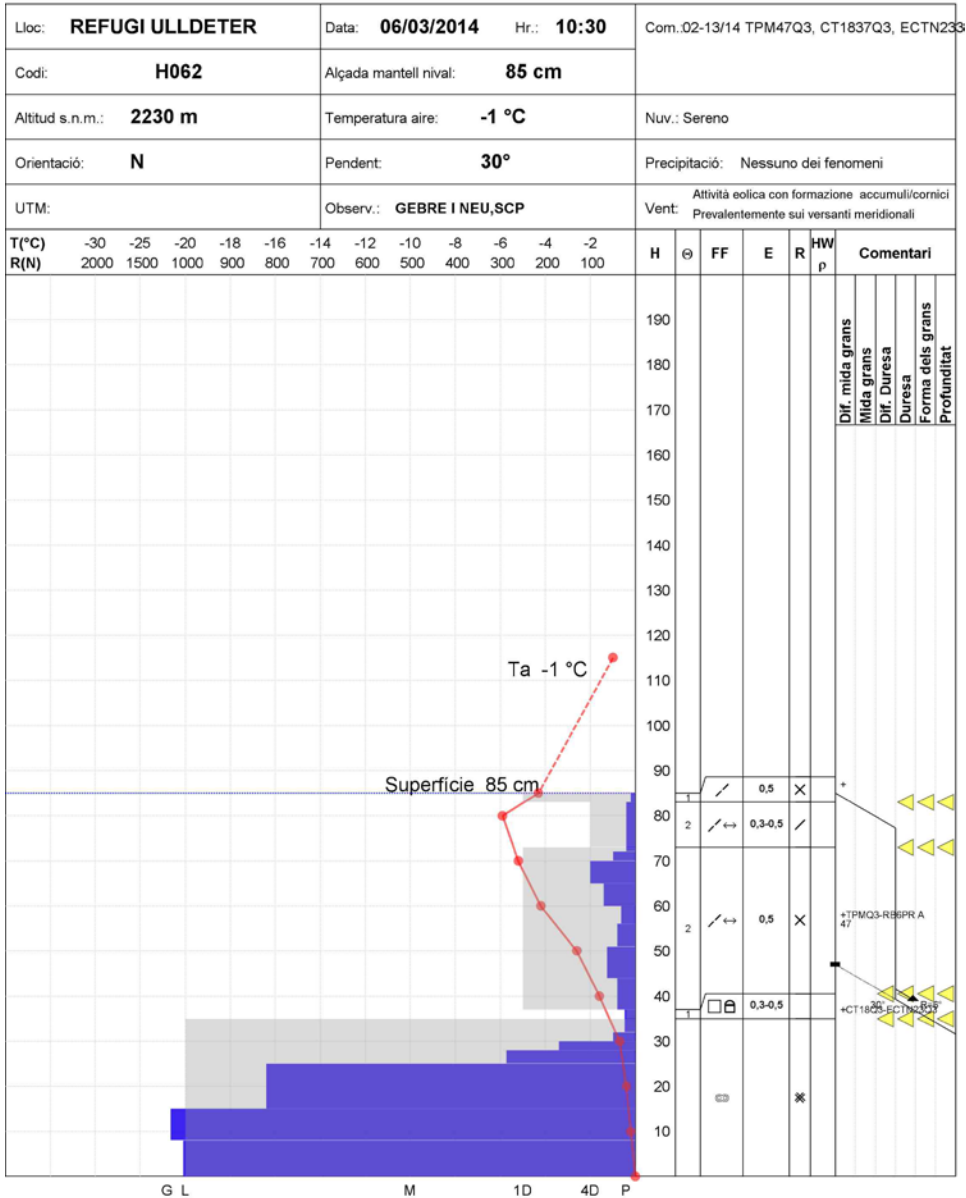 Lloc: REFUGI ULLDETER Data: 06/03/2014 Hr.: 10:30 Com.:02-13/14 TPM47Q3, CT1837Q3, ECTN233
Codi: H062 Alçada mantell nival: 85 cm
Altitud s.n.m.: 2230 m Temperatura aire: -1 °C Nuv.: Sereno
Orientació: N Pendent: 30° Precipitació: Nessuno dei fenomeni
UTM: Observ.: GEBRE I NEU,SCP Vent: Attività eolica con formazione accumuli/cornici
Prevalentemente sui versanti meridionali
T(°C) -30 -25 -20 -18 -16 -14 -12 -10 -8 -6 -4 -2
R(N) 2000 1500 1000 900 800 700 600 500 400 300 200 100
H Θ FF E R HW ρ Comentari
Dif. mida grans
Mida grans
Dif. Duresa
Duresa
Forma dels grans
Profunditat
190
180
170
160
150
140
130
120
Ta -1 °C
110
100
90
Superfície 85 cm
1 0,5 +
80
2 0,3-0,5
70
60
2 0,5 +TPMQ3-RB6PR A
47
50
40
1 0,3-0,5 30°
30
20
10
G L M 1D 4D P